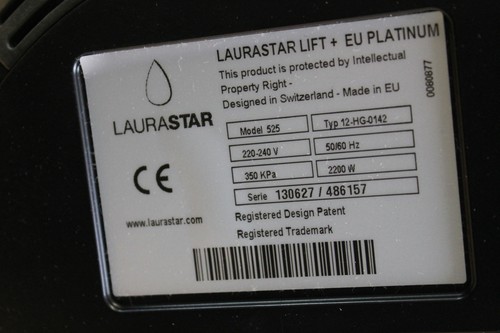 LAURASTAR LIFT + EU PLATINUM
This product is protected by Intellectual
Property Right -
Designed in Switzerland - Made in EU
0080877
LAURASTAR
Model 525
Typ 12-HG-0142
220-240 V
50/60 Hz
350 KPa
2200 W
CE
Serie 130627 / 486157
www.laurastar.com
Registered Design Patent
Registered Trademark